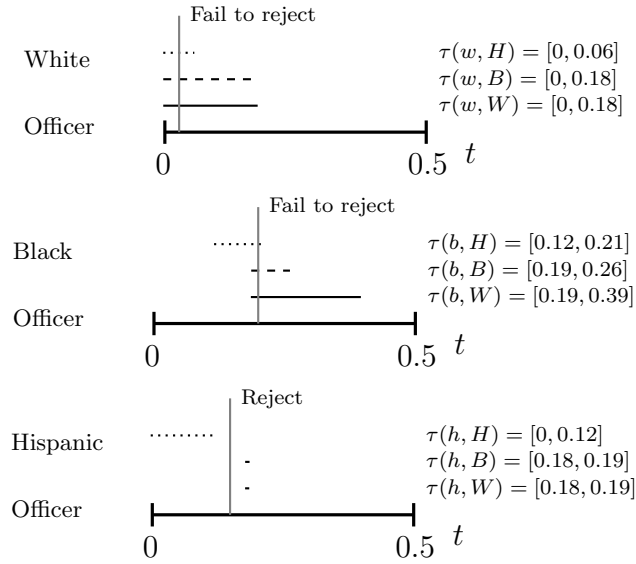 Fail to reject
White
τ(w, H) = [0, 0.06]
τ(w, B) = [0, 0.18]
τ(w, W) = [0, 0.18]
Officer
0
0.5
t
Fail to reject
Black
τ(b, H) = [0.12, 0.21]
τ(b, B) = [0.19, 0.26]
τ(b, W) = [0.19, 0.39]
Officer
0
0.5
t
Reject
Hispanic
τ(h, H) = [0, 0.12]
τ(h, B) = [0.18, 0.19]
τ(h, W) = [0.18, 0.19]
Officer
0
0.5
t